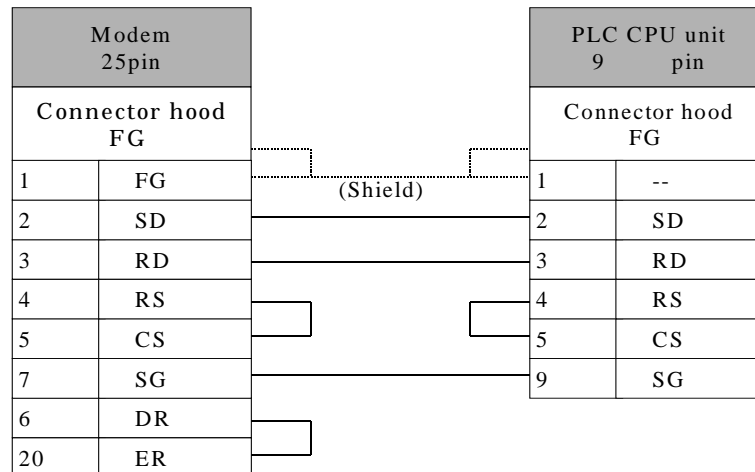 Modem
25pin
Connector hood
FG
1 FG
2 SD
3 RD
4 RS
5 CS
7 SG
6 DR
20 ER
(Shield)
PLC CPU unit
9 pin
Connector hood
FG
1 --
2 SD
3 RD
4 RS
5 CS
9 SG